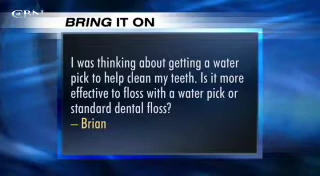 CBN
BRING IT ON
I was thinking about getting a water
pick to help clean my teeth. Is it more
effective to floss with a water pick or
standard dental floss?
– Brian